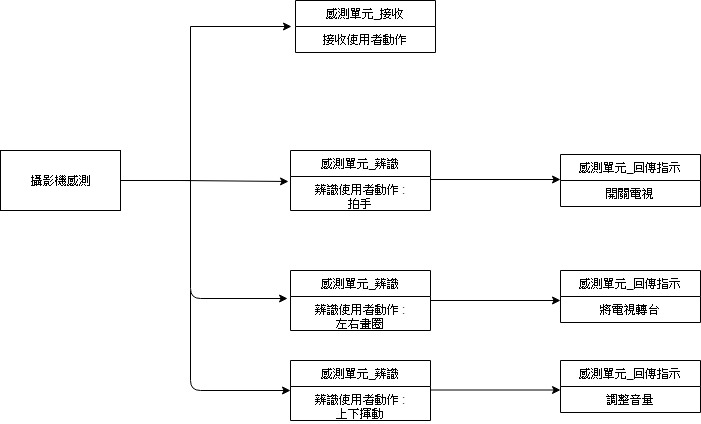 感測單元_接收
接收使用者動作
攝影機感測
感測單元_辨識
辨識使用者動作 :
拍手
感測單元_回傳指示
開關電視
感測單元_辨識
辨識使用者動作 :
左右畫圈
感測單元_回傳指示
將電視轉台
感測單元_辨識
辨識使用者動作 :
上下揮動
感測單元_回傳指示
調整音量